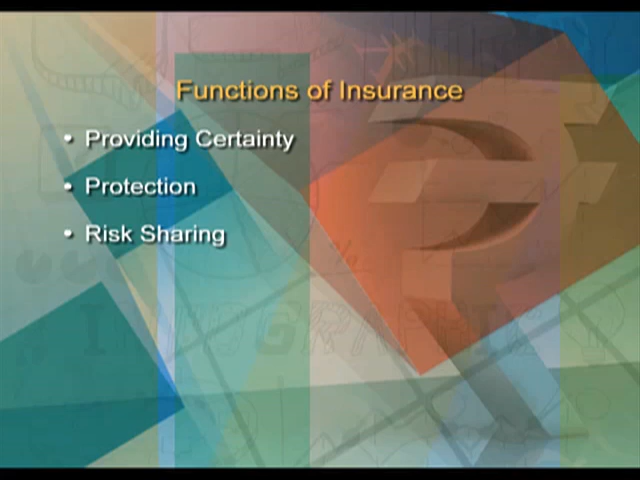 Functions of Insurance
• Providing Certainty
• Protection
• Risk Sharing